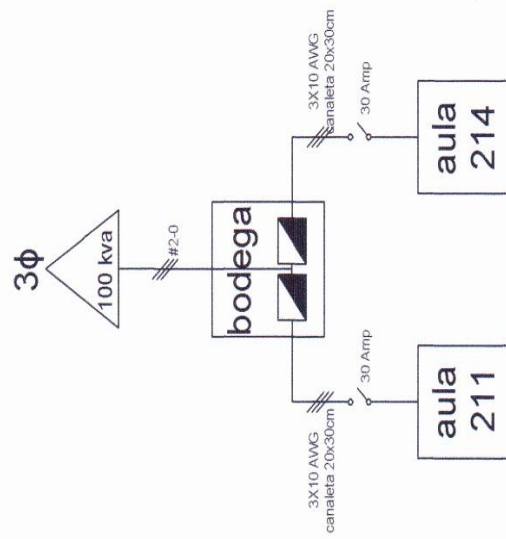 3ϕ
100 kva
#2-0
bodega
3X10 AWG
canaleta 20x30cm
30 Amp
aula
211
3X10 AWG
canaleta 20x30cm
30 Amp
aula
214